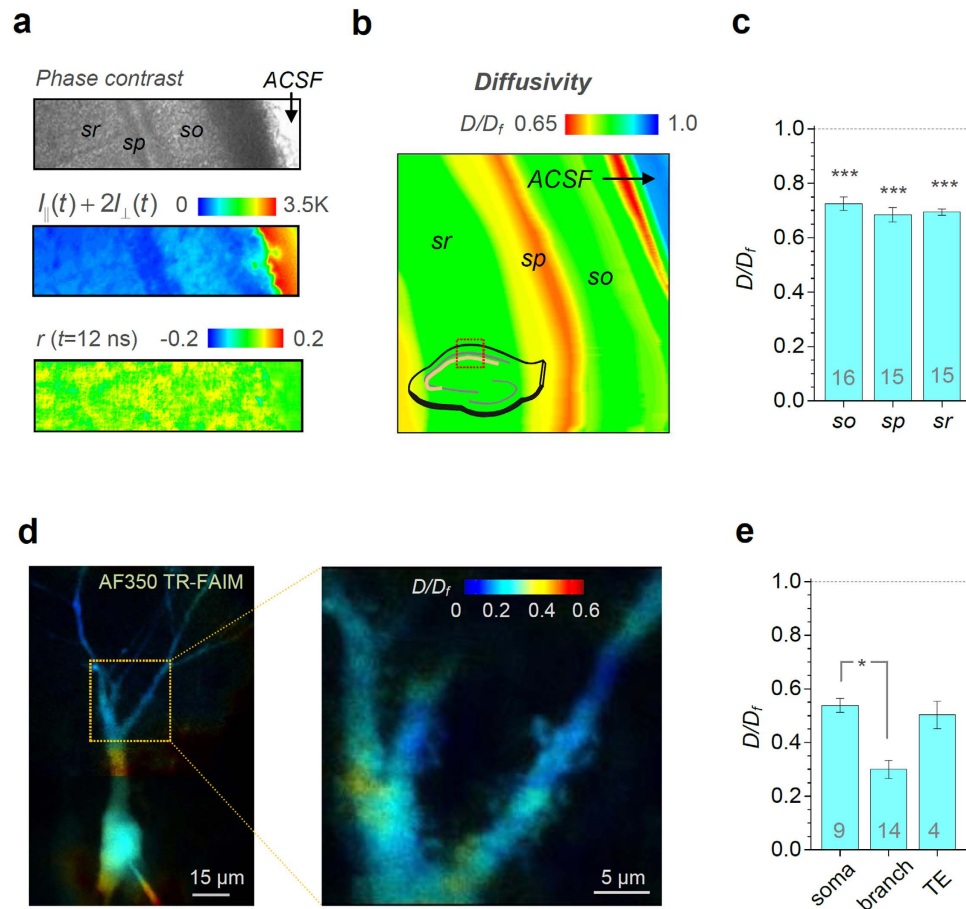 a
Phase contrast
ACSF
sr
sp
so
I∥(t) + 2I⊥(t) 0 3.5K
r (t=12 ns) -0.2 0.2
b
Diffusivity
D/Df 0.65 1.0
ACSF
sr
sp
so
c
1.0
0.8
0.6
0.4
0.2
0.0
D/Df
*** *** ***
16 15 15
so sp sr
d
AF350 TR-FAIM
15 µm
D/Df
0 0.2 0.4 0.6
5 µm
e
1.0
0.8
0.6
0.4
0.2
0.0
D/Df
*
9 14 4
soma branch TE